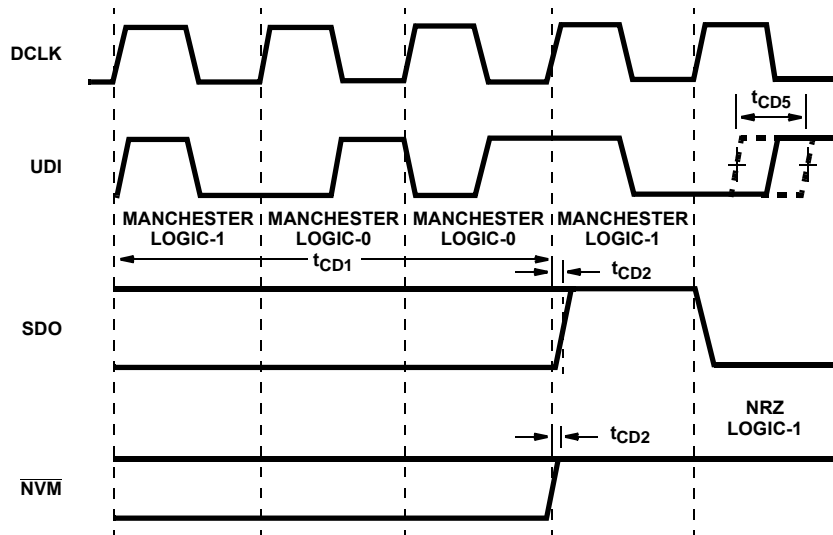 DCLK
tCD5
UDI
MANCHESTER LOGIC-1
MANCHESTER LOGIC-0
MANCHESTER LOGIC-0
MANCHESTER LOGIC-1
tCD1
tCD2
SDO
NRZ
LOGIC-1
tCD2
NVM